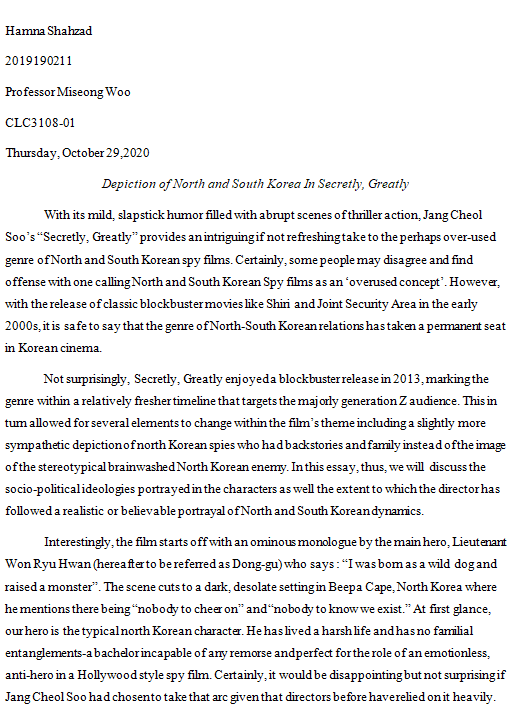 Hamna Shahzad
2019190211
Professor Miseong Woo
CLC3108-01
Thursday, October 29,2020
Depiction of North and South Korea In Secretly, Greatly
With its mild, slapstick humor filled with abrupt scenes of thriller action, Jang Cheol
Soo’s “Secretly, Greatly” provides an intriguing if not refreshing take to the perhaps over-used
genre of North and South Korean spy films. Certainly, some people may disagree and find
offense with one calling North and South Korean Spy films as an ‘overused concept’. However,
with the release of classic blockbuster movies like Shiri and Joint Security Area in the early
2000s, it is safe to say that the genre of North-South Korean relations has taken a permanent seat
in Korean cinema.
Not surprisingly, Secretly, Greatly enjoyed a blockbuster release in 2013, marking the
genre within a relatively fresher timeline that targets the majorly generation Z audience. This in
turn allowed for several elements to change within the film’s theme including a slightly more
sympathetic depiction of north Korean spies who had backstories and family instead of the image
of the stereotypical brainwashed North Korean enemy. In this essay, thus, we will discuss the
socio-political ideologies portrayed in the characters as well the extent to which the director has
followed a realistic or believable portrayal of North and South Korean dynamics.
Interestingly, the film starts off with an ominous monologue by the main hero, Lieutenant
Won Ryu Hwan (hereafter to be referred as Dong-gu) who says : “I was born as a wild dog and
raised a monster”. The scene cuts to a dark, desolate setting in Beepa Cape, North Korea where
he mentions there being “nobody to cheer on” and “nobody to know we exist.” At first glance,
our hero is the typical north Korean character. He has lived a harsh life and has no familial
entanglements-a bachelor incapable of any remorse and perfect for the role of an emotionless,
anti-hero in a Hollywood style spy film. Certainly, it would be disappointing but not surprising if
Jang Cheol Soo had chosen to take that arc given that directors before have relied on it heavily.